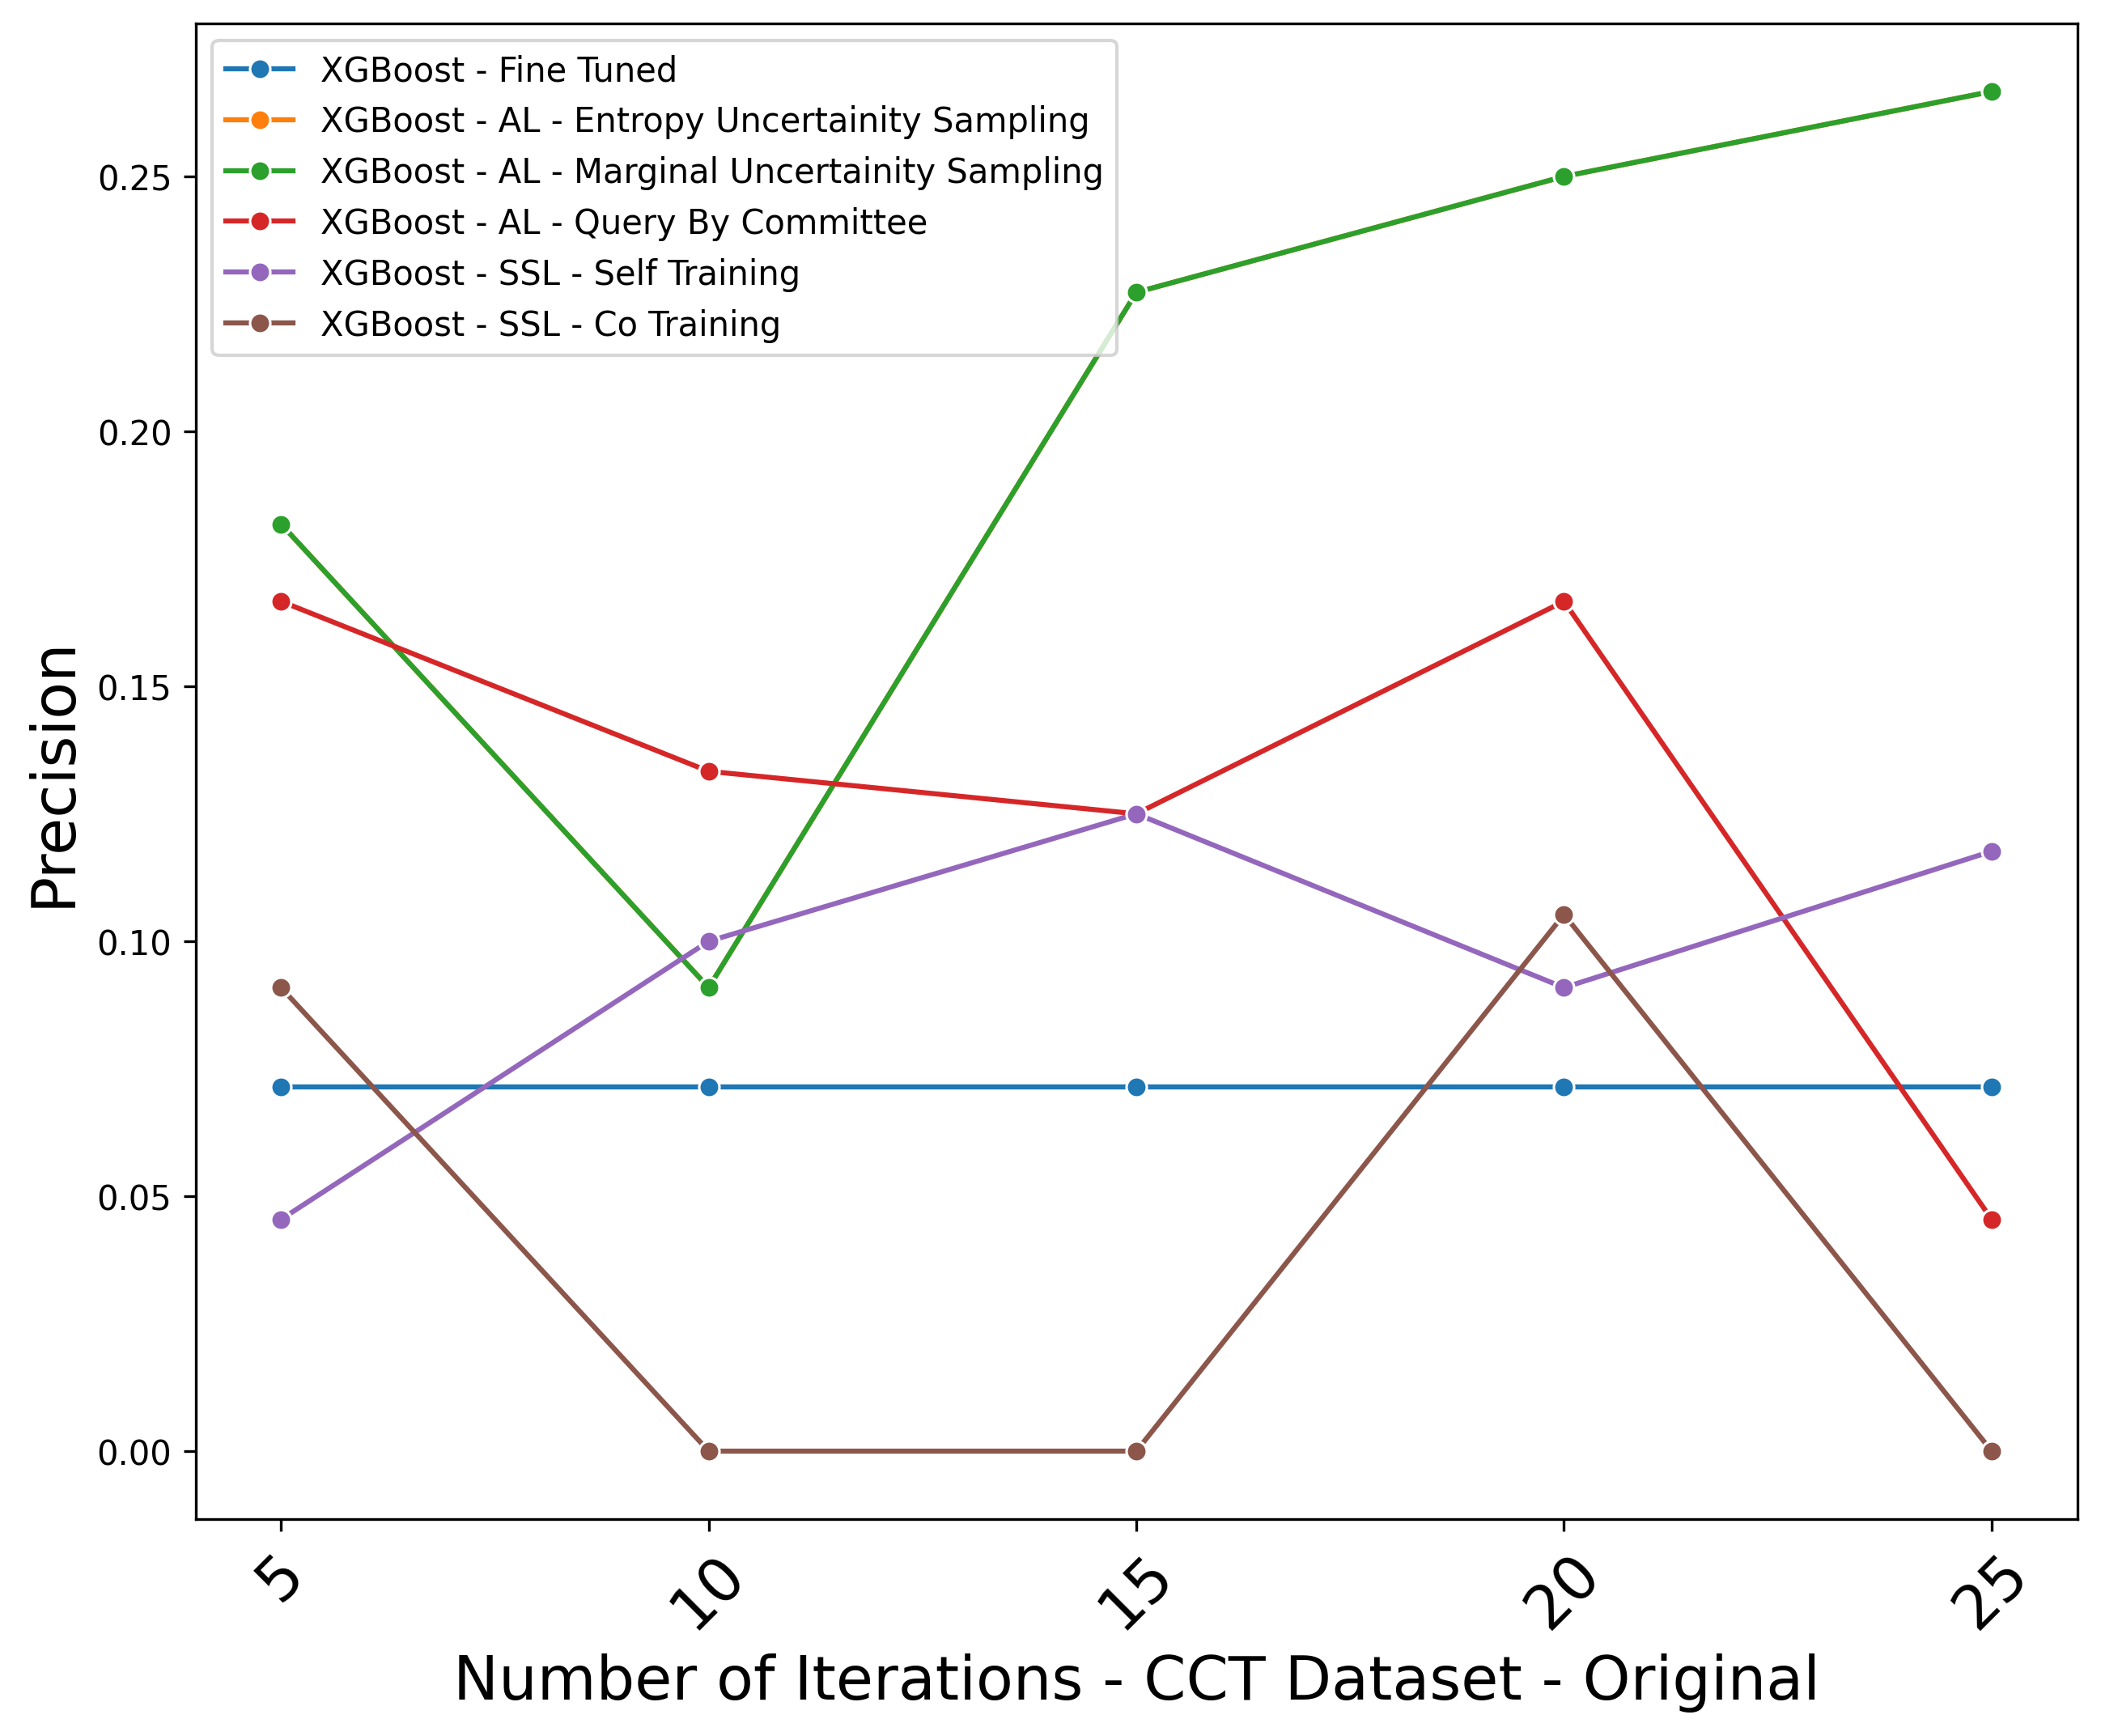 XGBoost - Fine Tuned
XGBoost - AL - Entropy Uncertainity Sampling
XGBoost - AL - Marginal Uncertainity Sampling
XGBoost - AL - Query By Committee
XGBoost - SSL - Self Training
XGBoost - SSL - Co Training
Precision
0.25
0.20
0.15
0.10
0.05
0.00
5 10 15 20 25
Number of Iterations - CCT Dataset - Original